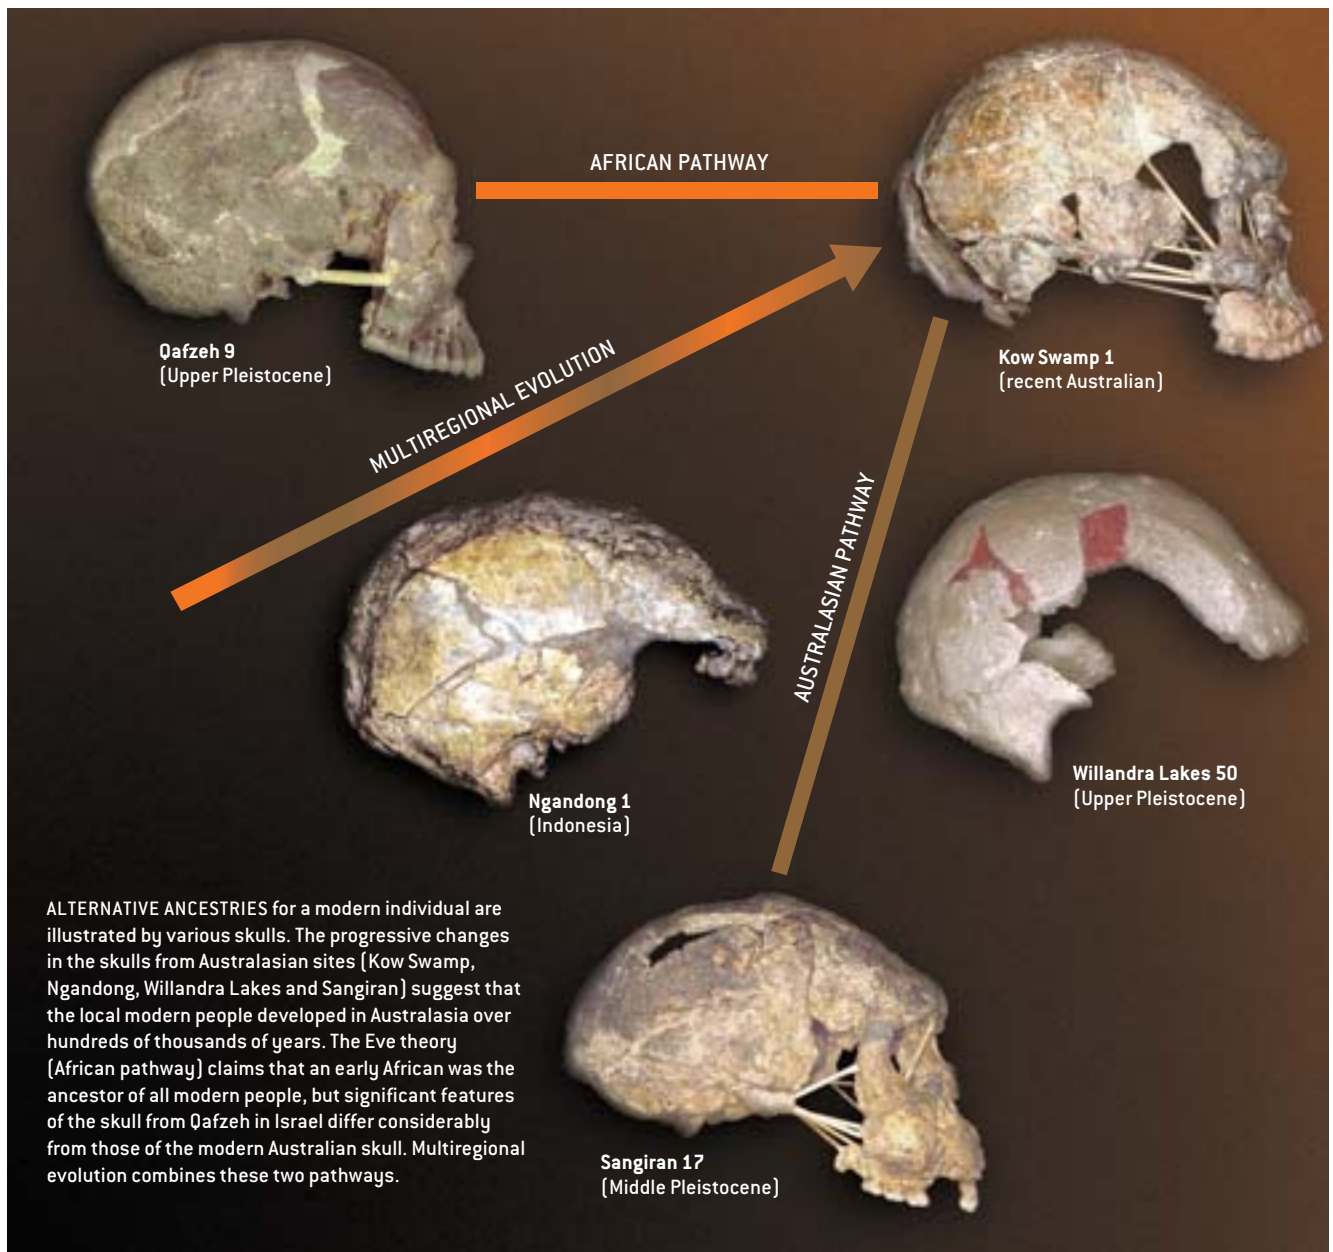 AFRICAN PATHWAY
Qafzeh 9
(Upper Pleistocene)
MULTIREGIONAL EVOLUTION
Kow Swamp 1
(recent Australian)
AUSTRALASIAN PATHWAY
Ngandong 1
(Indonesia)
Willandra Lakes 50
(Upper Pleistocene)
ALTERNATIVE ANCESTRIES for a modern individual are
illustrated by various skulls. The progressive changes
in the skulls from Australasian sites (Kow Swamp,
Ngandong, Willandra Lakes and Sangiran) suggest that
the local modern people developed in Australasia over
hundreds of thousands of years. The Eve theory
(African pathway) claims that an early African was the
ancestor of all modern people, but significant features
of the skull from Qafzeh in Israel differ considerably
from those of the modern Australian skull. Multiregional
evolution combines these two pathways.
Sangiran 17
(Middle Pleistocene)